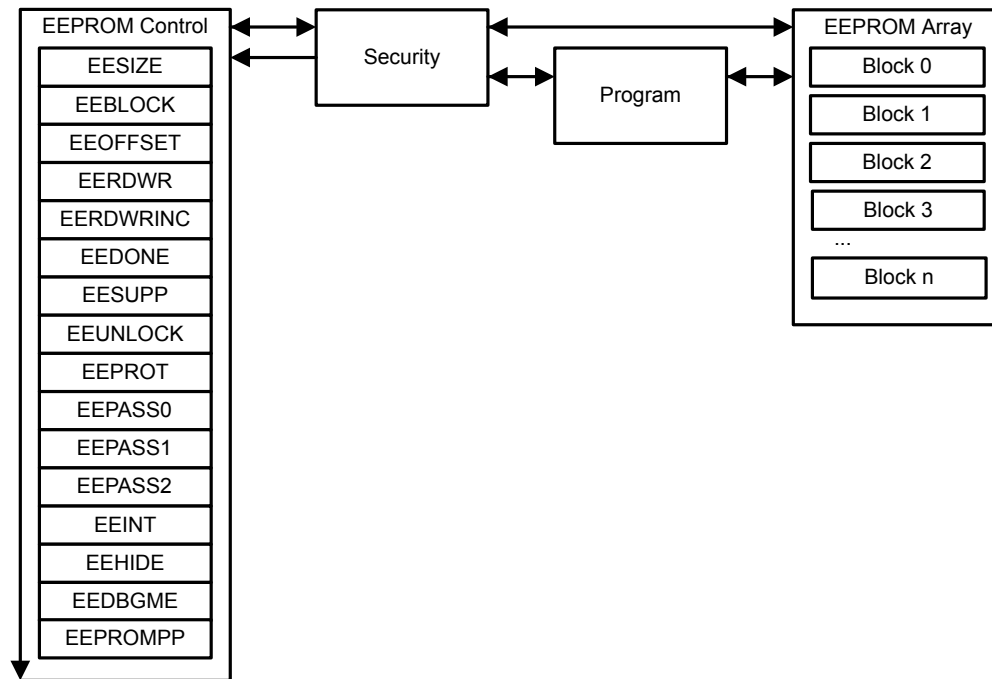 EEPROM Control
EESIZE
EEBLOCK
EEOFFSET
EERDWR
EERDWRINC
EEDONE
EESUPP
EEUNLOCK
EEPROT
EEPASS0
EEPASS1
EEPASS2
EEINT
EEHIDE
EEDBGME
EEPROMPP
Security
Program
EEPROM Array
Block 0
Block 1
Block 2
Block 3
...
Block n